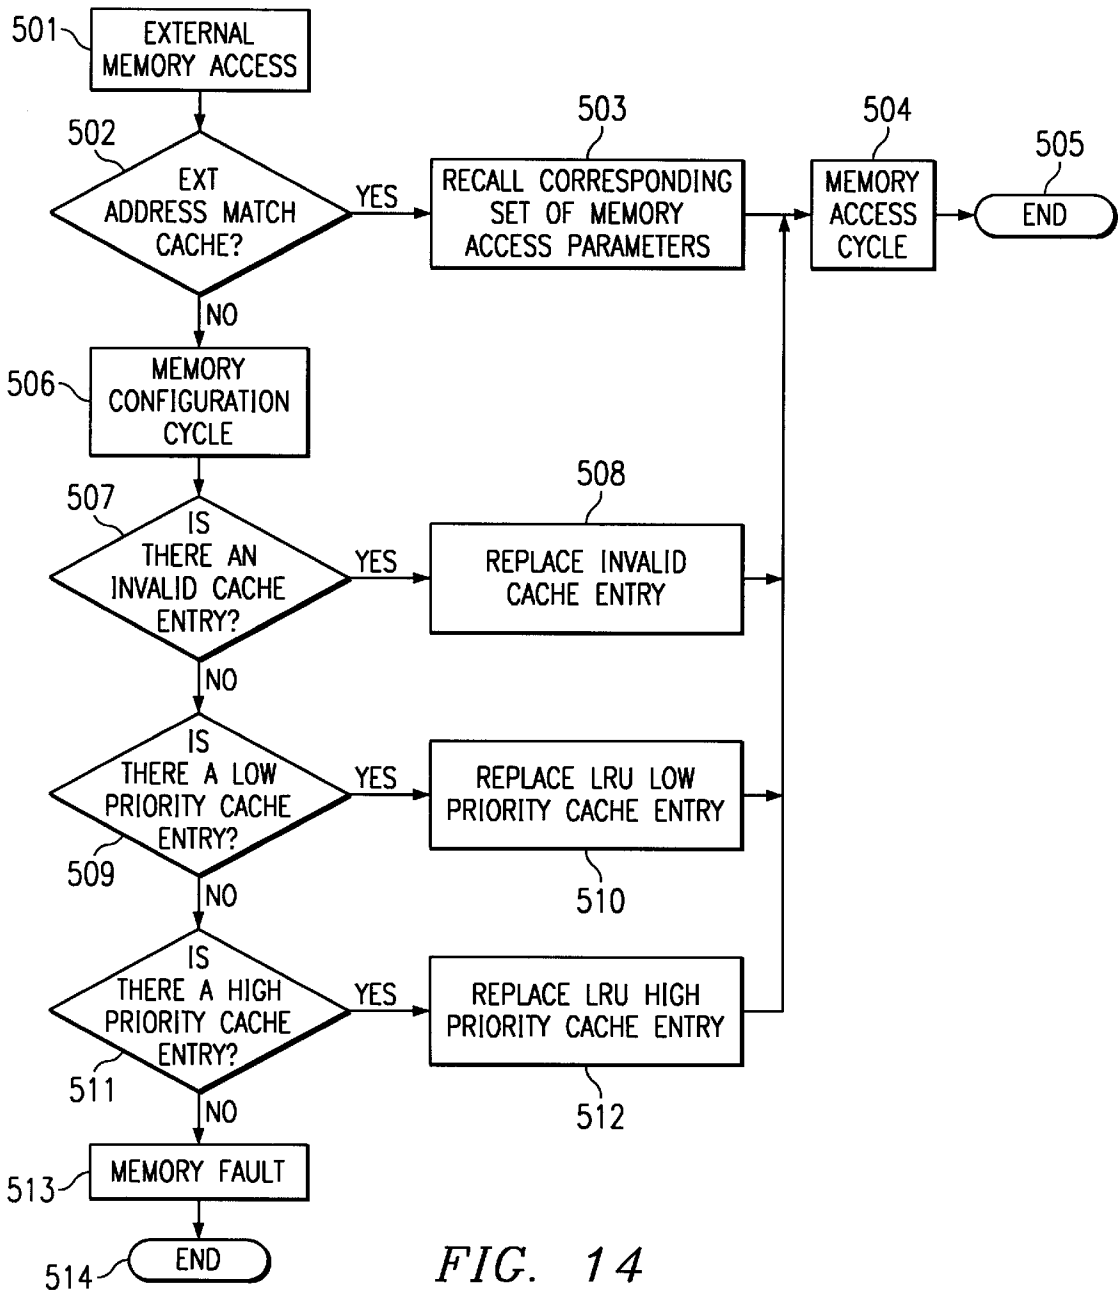 501
EXTERNAL
MEMORY ACCESS
502
EXT
ADDRESS MATCH
CACHE?
YES
503
RECALL CORRESPONDING
SET OF MEMORY
ACCESS PARAMETERS
504
MEMORY
ACCESS
CYCLE
505
END
NO
506
MEMORY
CONFIGURATION
CYCLE
507
IS
THERE AN
INVALID CACHE
ENTRY?
YES
508
REPLACE INVALID
CACHE ENTRY
NO
IS
THERE A LOW
PRIORITY CACHE
ENTRY?
509
YES
REPLACE LRU LOW
PRIORITY CACHE ENTRY
510
NO
IS
THERE A HIGH
PRIORITY CACHE
ENTRY?
511
YES
REPLACE LRU HIGH
PRIORITY CACHE ENTRY
512
NO
513
MEMORY FAULT
514
END
FIG. 14